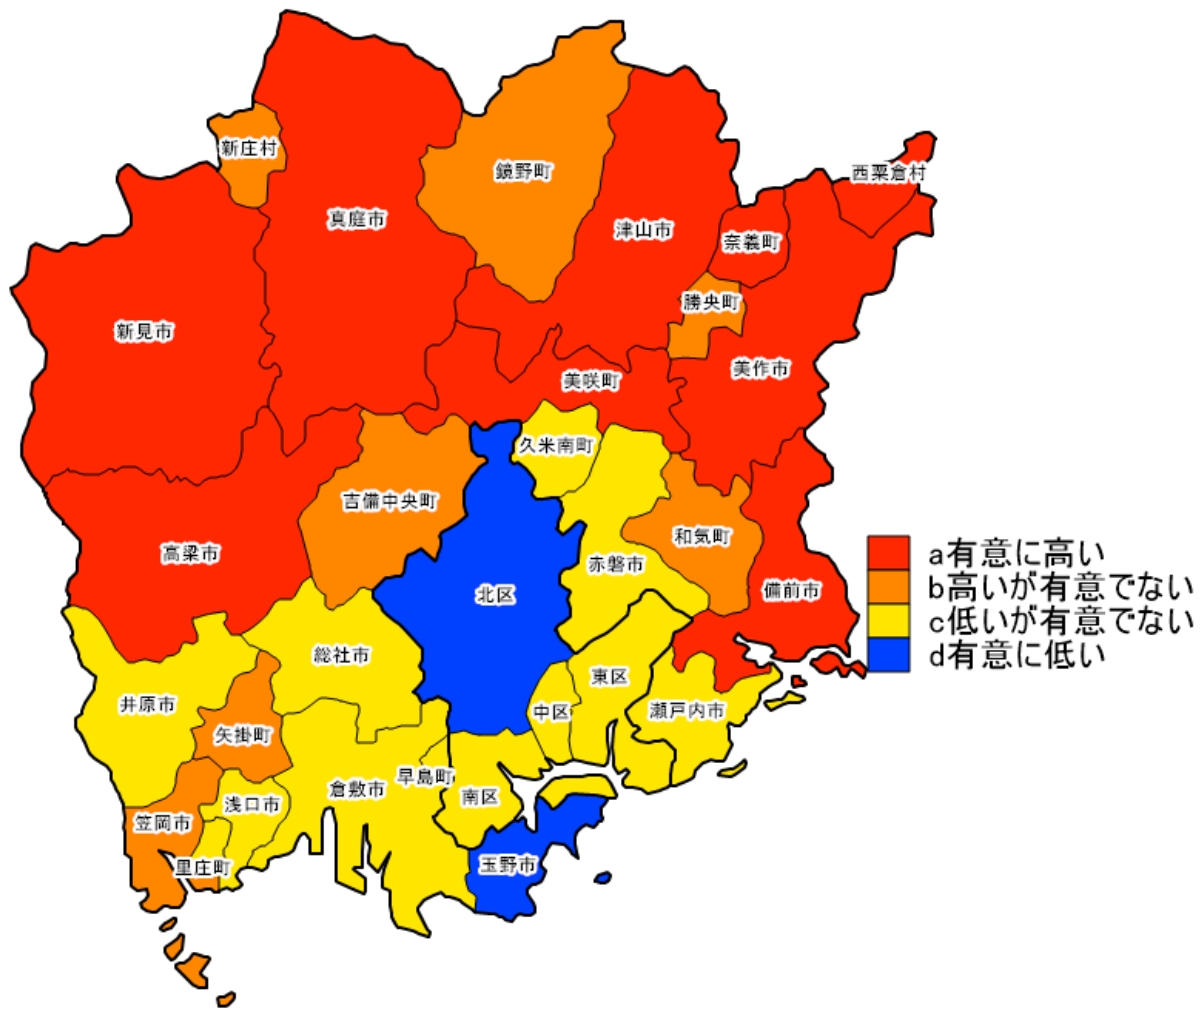 新庄村
鏡野町
西粟倉村
真庭市
津山市
奈義町
勝央町
新見市
美作市
美咲町
久米南町
吉備中央町
和気町
高梁市
赤磐市
備前市
北区
総社市
東区
井原市
中区
瀬戸内市
矢掛町
早島町
倉敷市
南区
浅口市
笠岡市
玉野市
里庄町
a有意に高い
b高いが有意でない
c低いが有意でない
d有意に低い